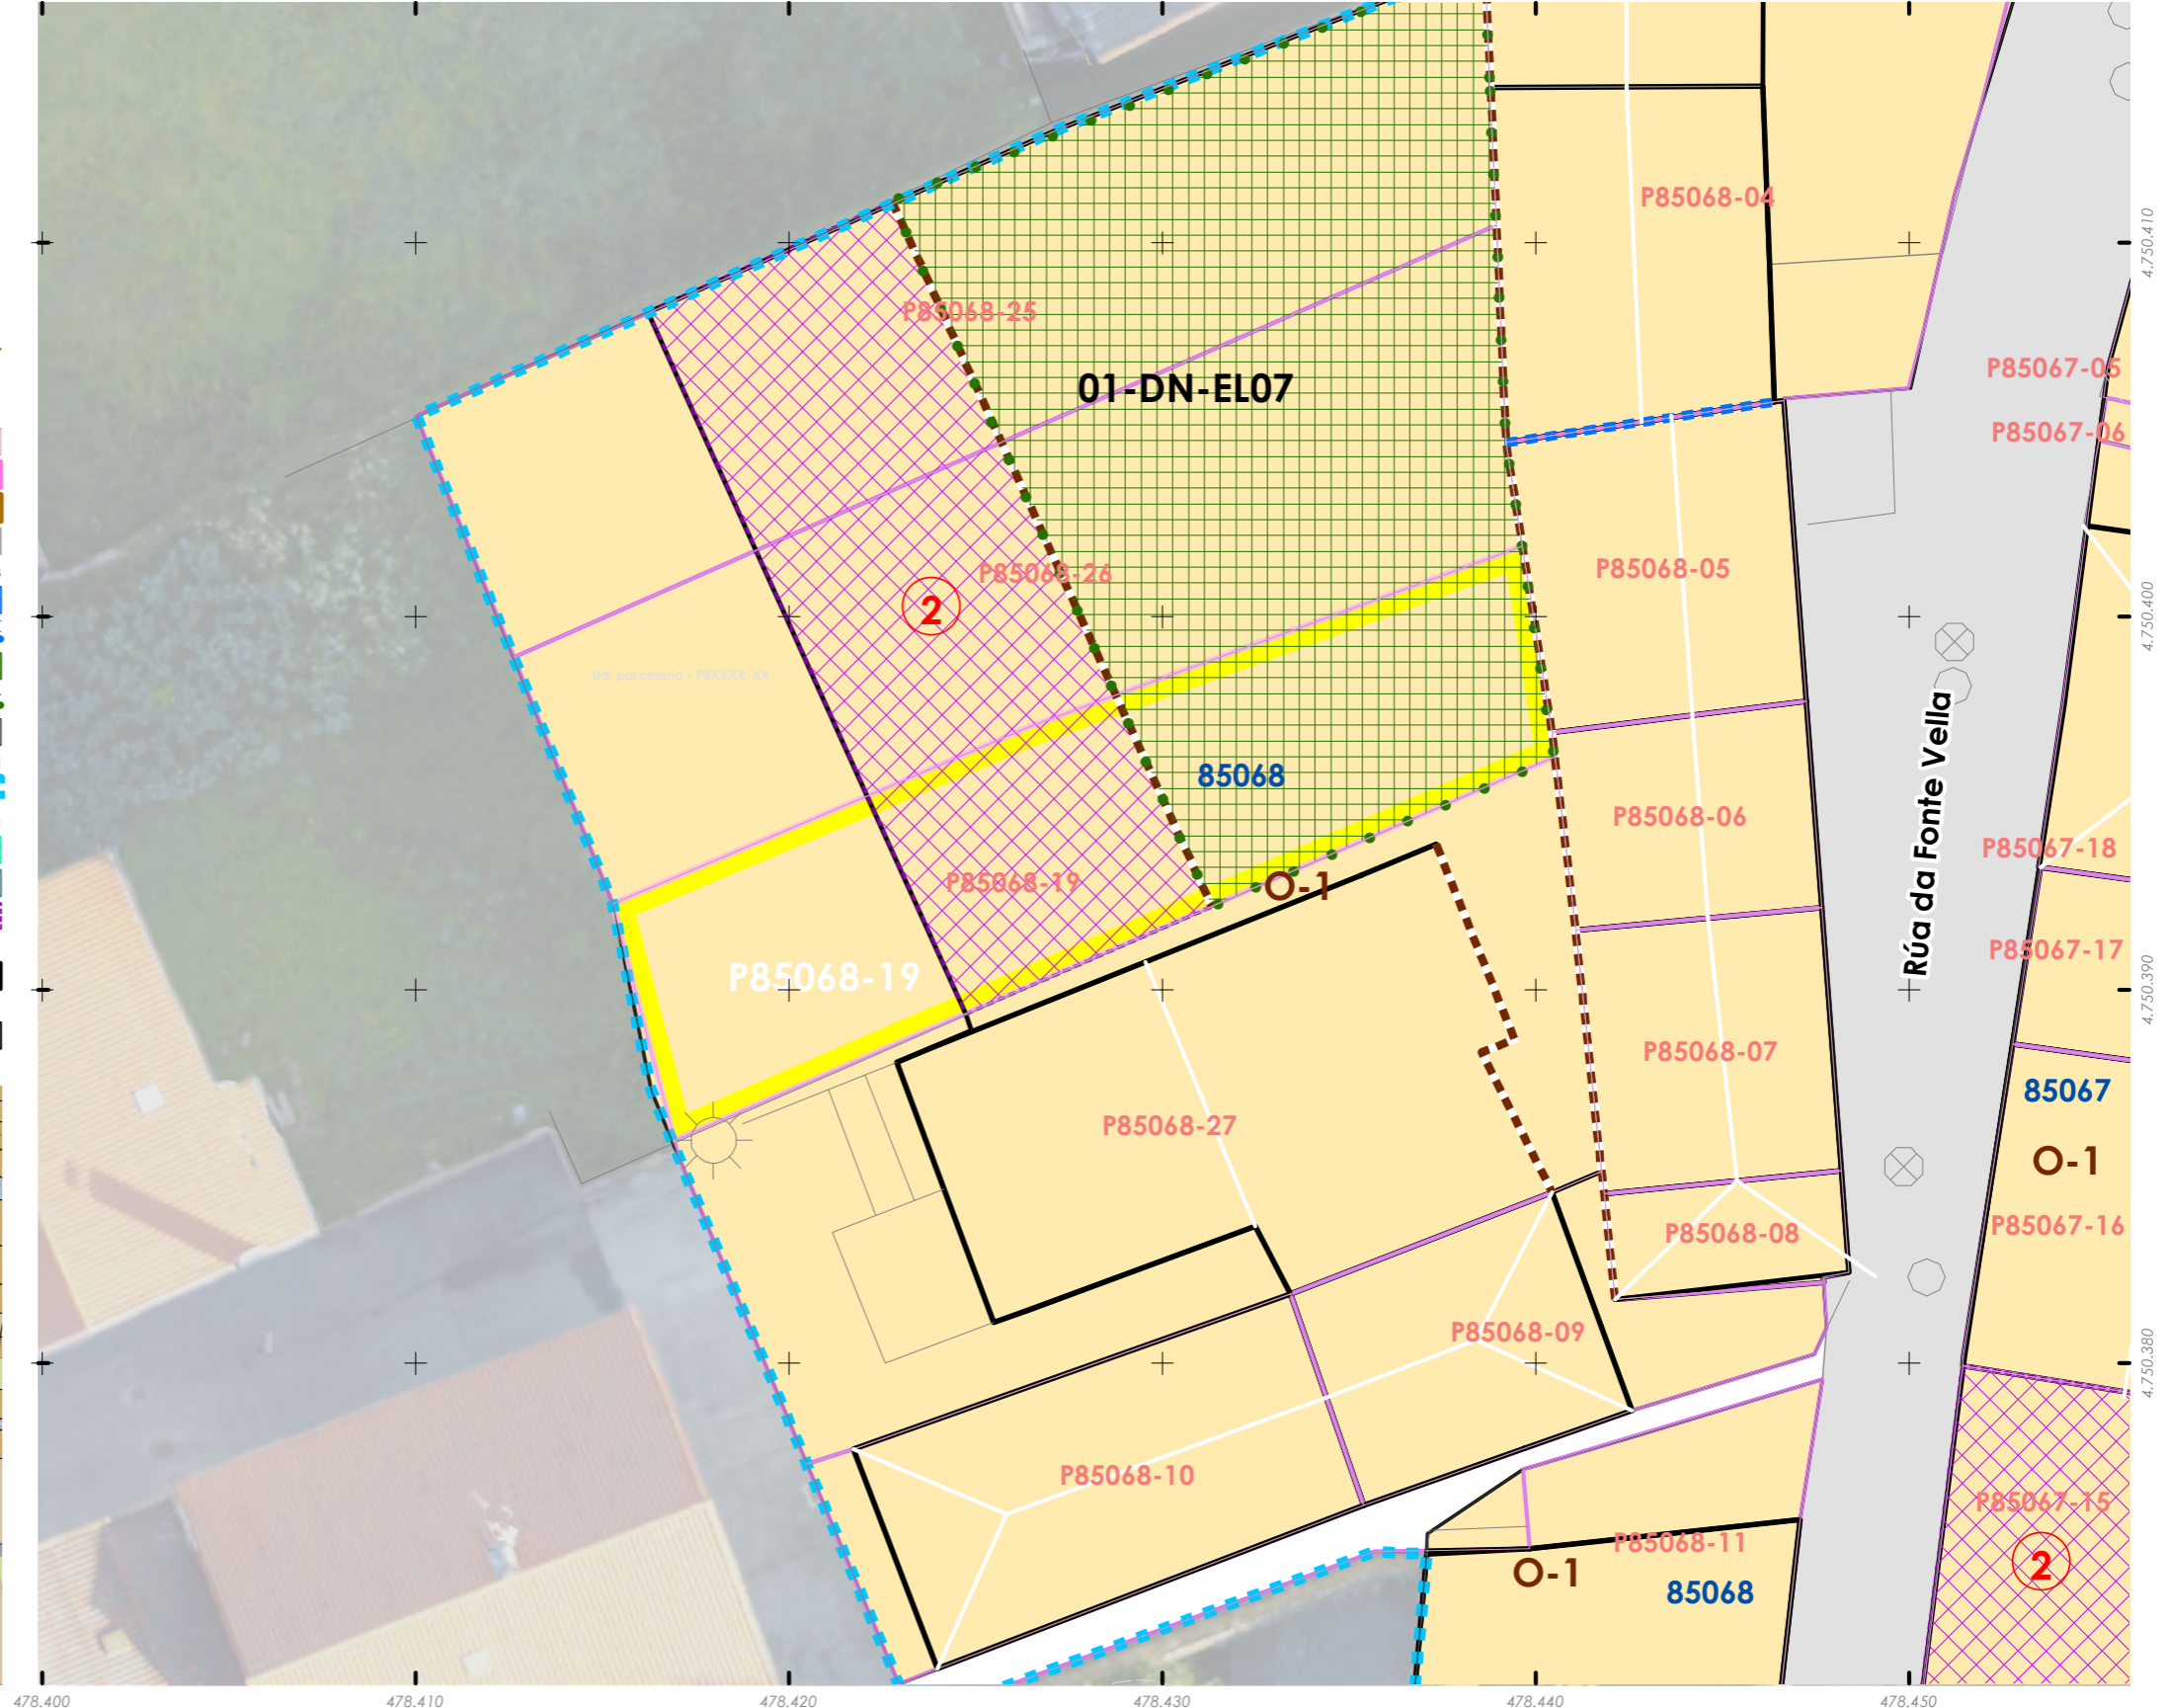 P85068-04
4.750.410
P85068-25
P85067-05
01-DN-EL07
P85067-06
P85068-05
P85068-26
2
4.750.400
Ud. parcelaria - P8XXXX-XX
85068
Rúa da Fonte Vella
P85068-06
P85067-18
P85068-19
O-1
P85067-17
P85068-19
4.750.390
P85068-07
85067
P85068-27
O-1
P85067-16
P85068-08
P85068-09
4.750.380
P85068-10
P85067-15
P85068-11
2
O-1
85068
478.400
478.410
478.420
478.430
478.440
478.450